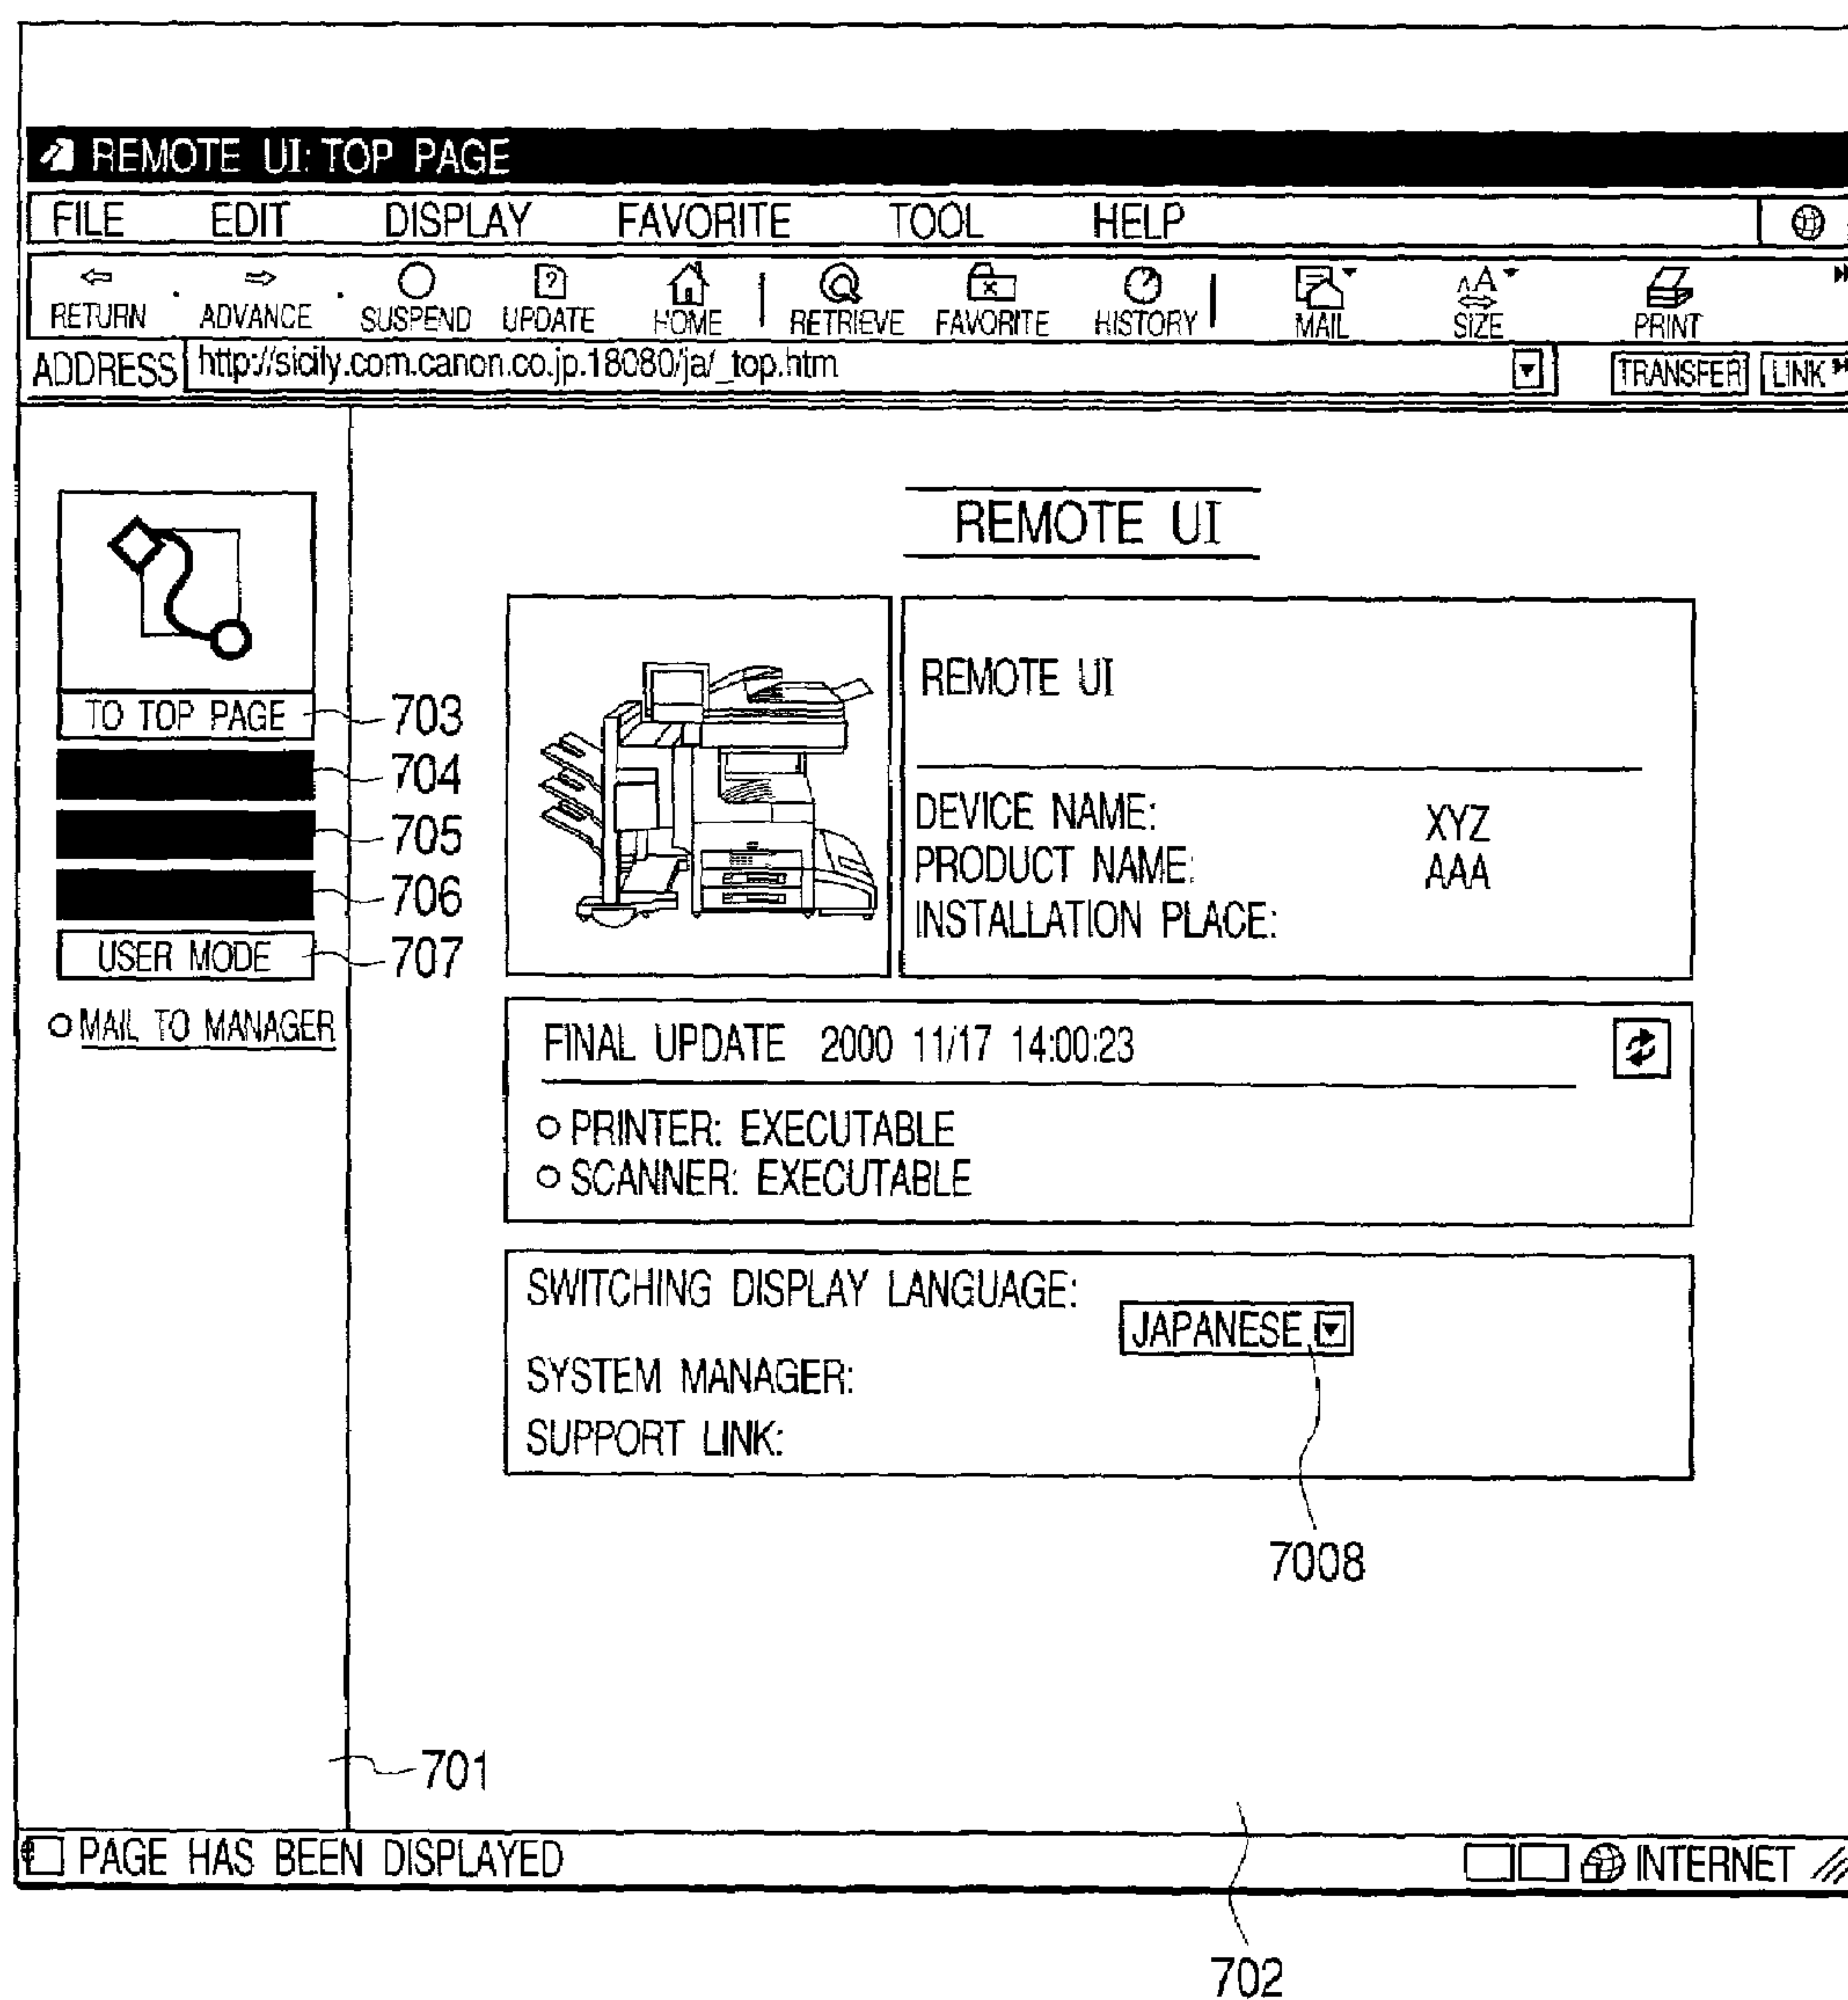 REMOTE UI: TOP PAGE
FILE EDIT DISPLAY FAVORITE TOOL HELP
RETURN ADVANCE SUSPEND UPDATE HOME RETRIEVE FAVORITE HISTORY MAIL SIZE PRINT
ADDRESS http://sicily.com.canon.co.jp.18080/ja/_top.htm TRANSFER LINK
REMOTE UI
REMOTE UI
TO TOP PAGE 703
704
705
706
USER MODE 707
MAIL TO MANAGER
DEVICE NAME: XYZ
PRODUCT NAME: AAA
INSTALLATION PLACE:
FINAL UPDATE 2000 11/17 14:00:23
PRINTER: EXECUTABLE
SCANNER: EXECUTABLE
SWITCHING DISPLAY LANGUAGE:
JAPANESE
SYSTEM MANAGER:
SUPPORT LINK:
7008
701
PAGE HAS BEEN DISPLAYED INTERNET
702